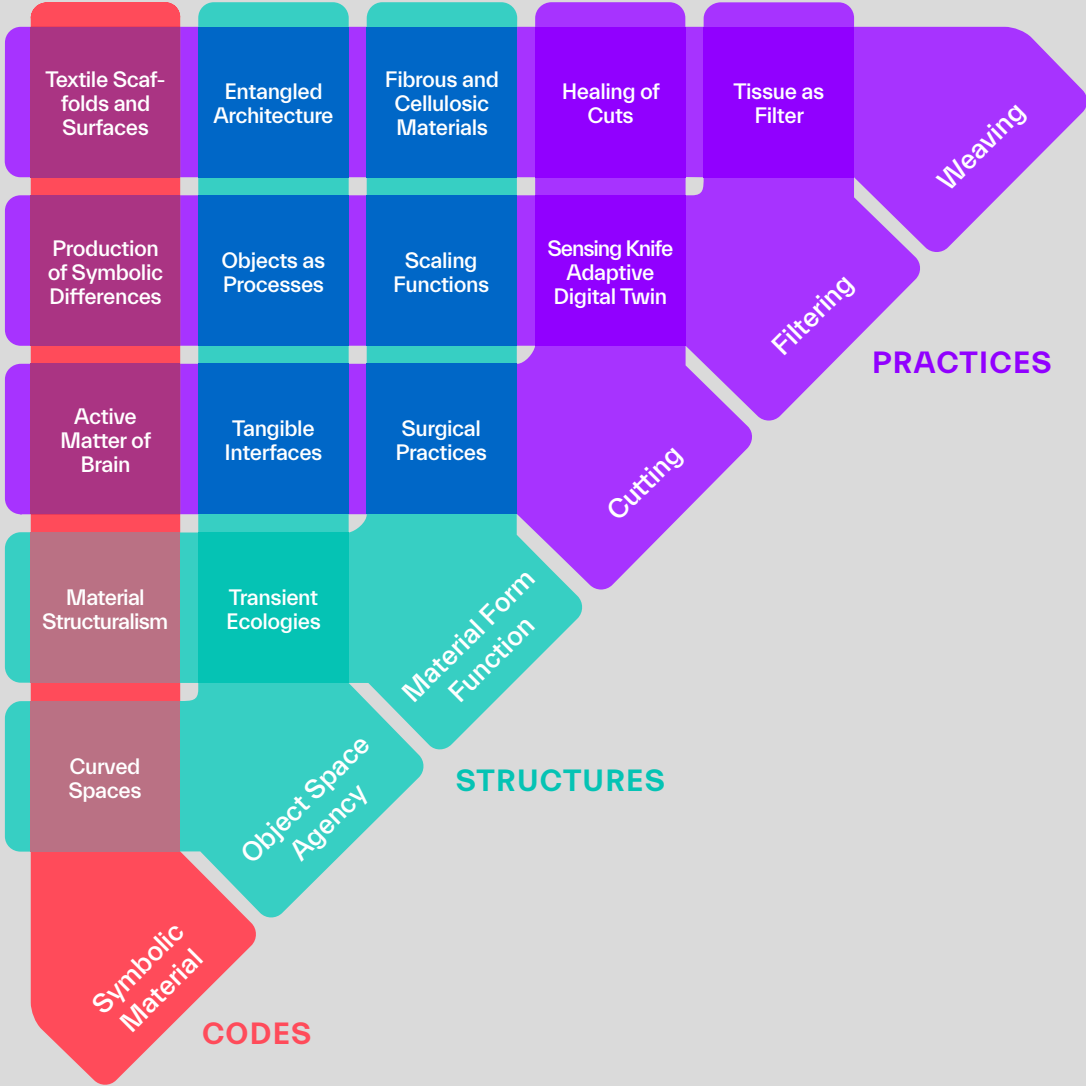 Textile Scaf-
folds and
Surfaces
Entangled
Architecture
Fibrous and
Cellulosic
Materials
Healing of
Cuts
Tissue as
Filter
Weaving
Production
of Symbolic
Differences
Objects as
Processes
Scaling
Functions
Sensing Knife
Adaptive
Digital Twin
Filtering
PRACTICES
Active
Matter of
Brain
Tangible
Interfaces
Surgical
Practices
Cutting
Material
Structuralism
Transient
Ecologies
Material Form
Function
STRUCTURES
Curved
Spaces
Object Space
Agency
Symbolic
Material
CODES